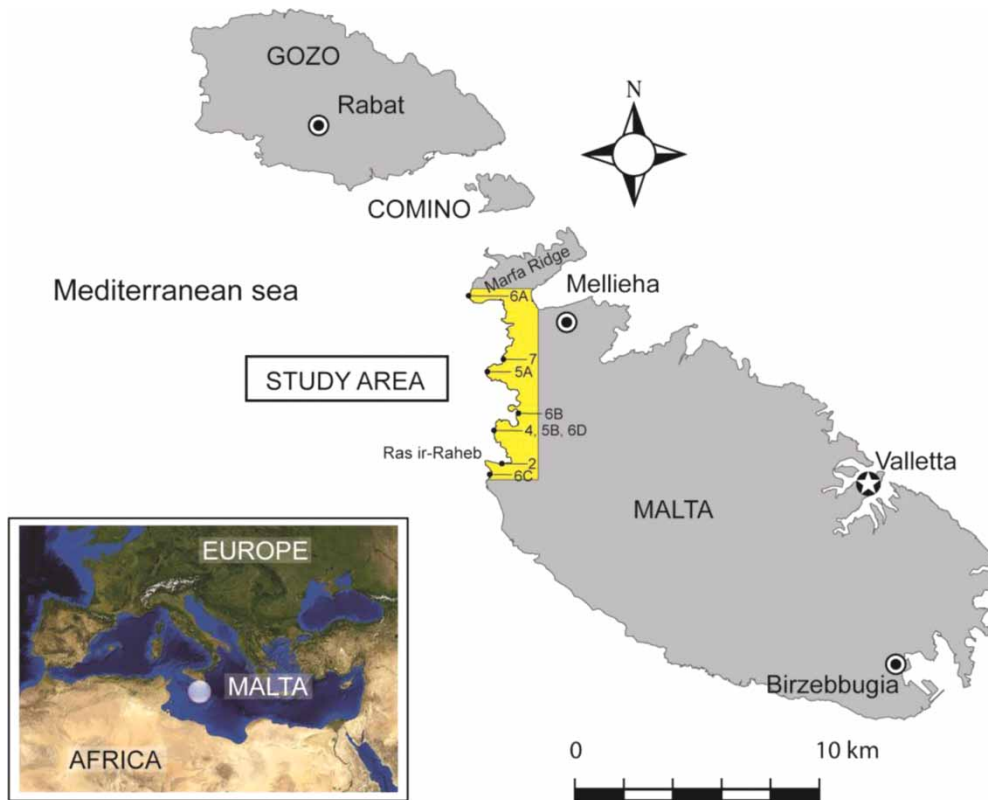 GOZO
Rabat
N
COMINO
Marfa Ridge
Mellieha
Mediterranean sea
6A
7
STUDY AREA
5A
6B
4, 5B, 6D
Ras ir-Raheb
2
6C
Valletta
MALTA
EUROPE
MALTA
AFRICA
Birzebbugia
0
10 km